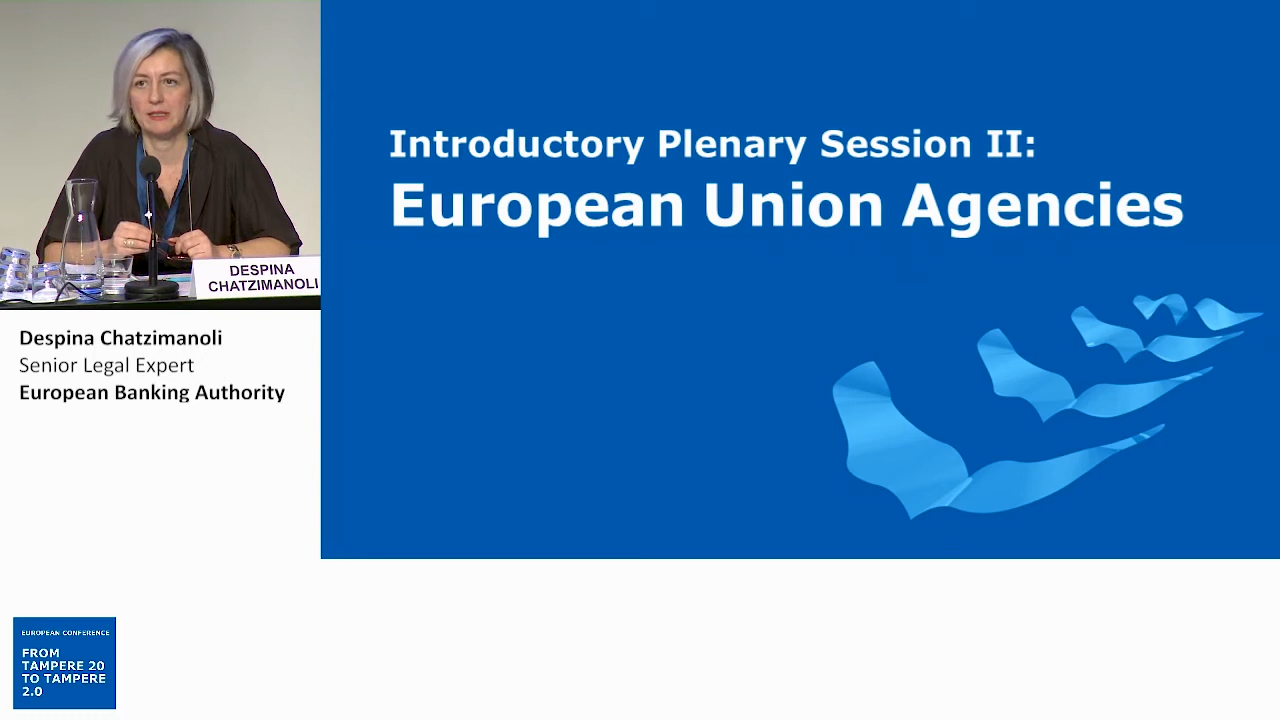 Introductory Plenary Session II:
European Union Agencies
DESPINA
CHATZIMANOLI
Despina Chatzimanoli
Senior Legal Expert
European Banking Authority
EUROPEAN CONFERENCE
FROM
TAMPERE 20
TO TAMPERE
2.0